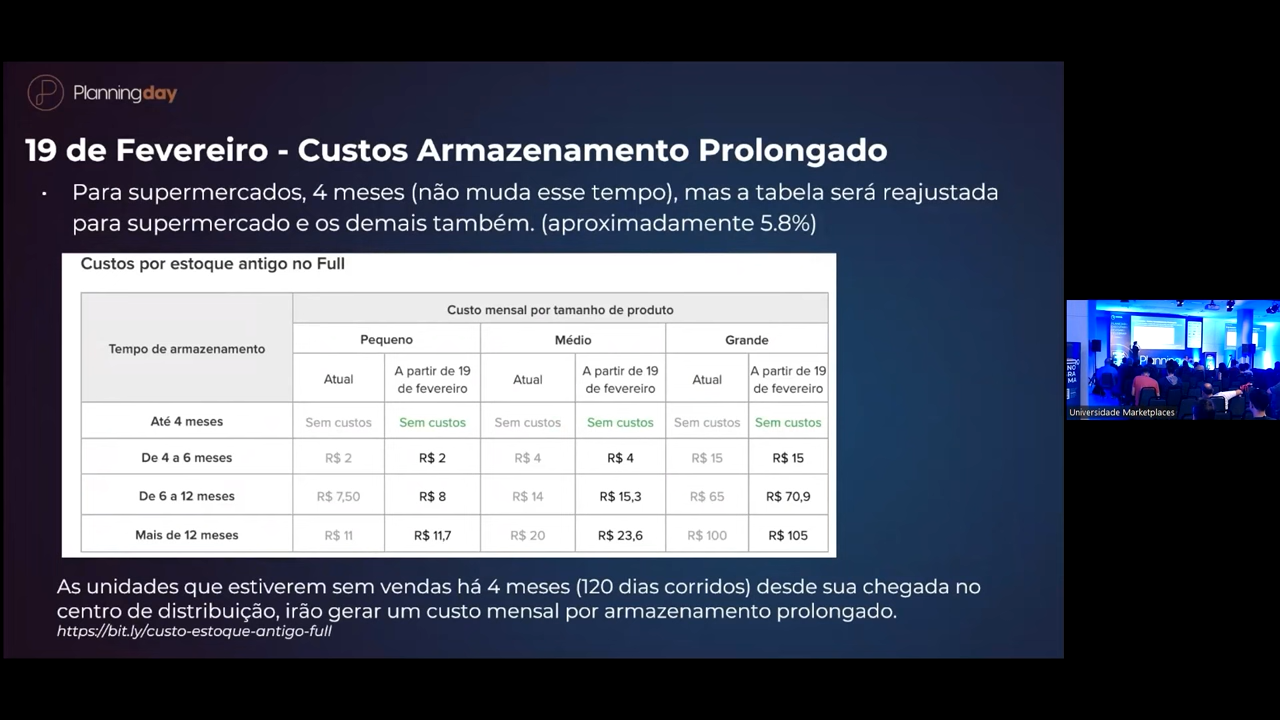 Planningday
19 de Fevereiro - Custos Armazenamento Prolongado
Para supermercados, 4 meses (não muda esse tempo), mas a tabela será reajustada
para supermercado e os demais também. (aproximadamente 5.8%)
Custos por estoque antigo no Full
Tempo de armazenamento
Custo mensal por tamanho de produto
Pequeno Médio Grande
Atual A partir de 19 de fevereiro Atual A partir de 19 de fevereiro Atual A partir de 19 de fevereiro
Até 4 meses Sem custos Sem custos Sem custos Sem custos Sem custos Sem custos
De 4 a 6 meses R$ 2 R$ 2 R$ 4 R$ 4 R$ 15 R$ 15
De 6 a 12 meses R$ 7,50 R$ 8 R$ 14 R$ 15,3 R$ 65 R$ 70,9
Mais de 12 meses R$ 11 R$ 11,7 R$ 20 R$ 23,6 R$ 100 R$ 105
As unidades que estiverem sem vendas há 4 meses (120 dias corridos) desde sua chegada no
centro de distribuição, irão gerar um custo mensal por armazenamento prolongado.
https://bit.ly/custo-estoque-antigo-full
Planningday
Universidade Marketplaces